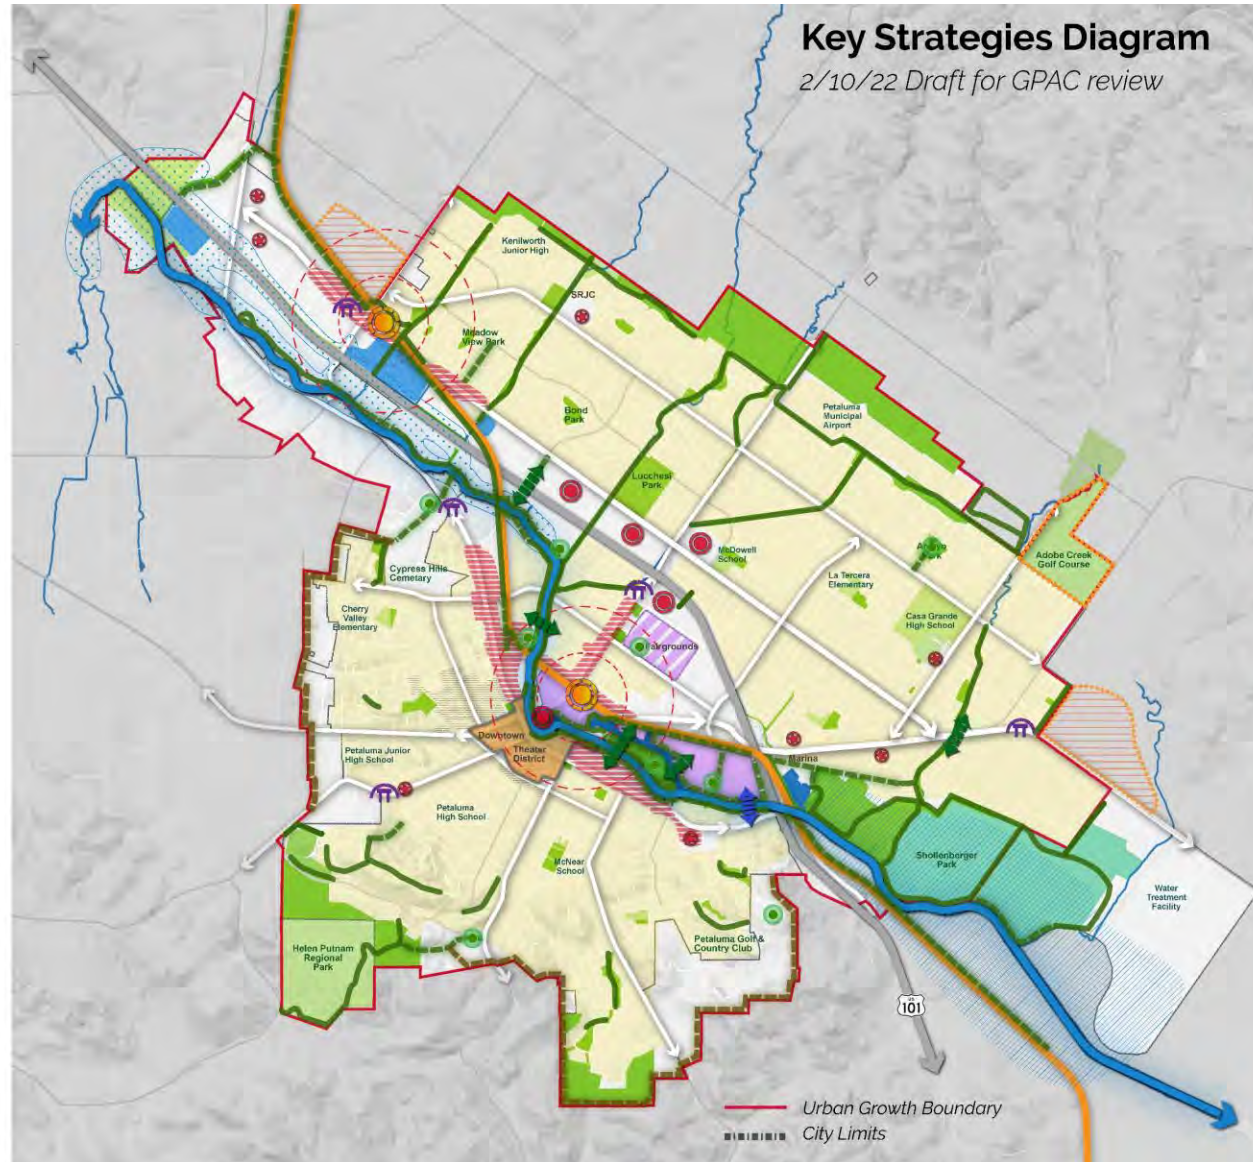 Key Strategies Diagram
2/10/22 Draft for GPAC review
Kenilworth
Junior High
SRJC
Meadow
View Park
Bond
Park
Petaluma
Municipal
Airport
Lucchesi
Park
McDowell
School
La Tercera
Elementary
Park
Adobe Creek
Golf Course
Casa Grande
High School
Cypress Hills
Cemetary
Cherry
Valley
Elementary
Fairgrounds
Downtown
Theater
District
Petaluma Junior
High School
Marina
Petaluma
High School
McNear
School
Shollenberger
Park
Water
Treatment
Facility
Helen Putnam
Regional
Park
Petaluma Golf &
Country Club
US
101
Urban Growth Boundary
City Limits